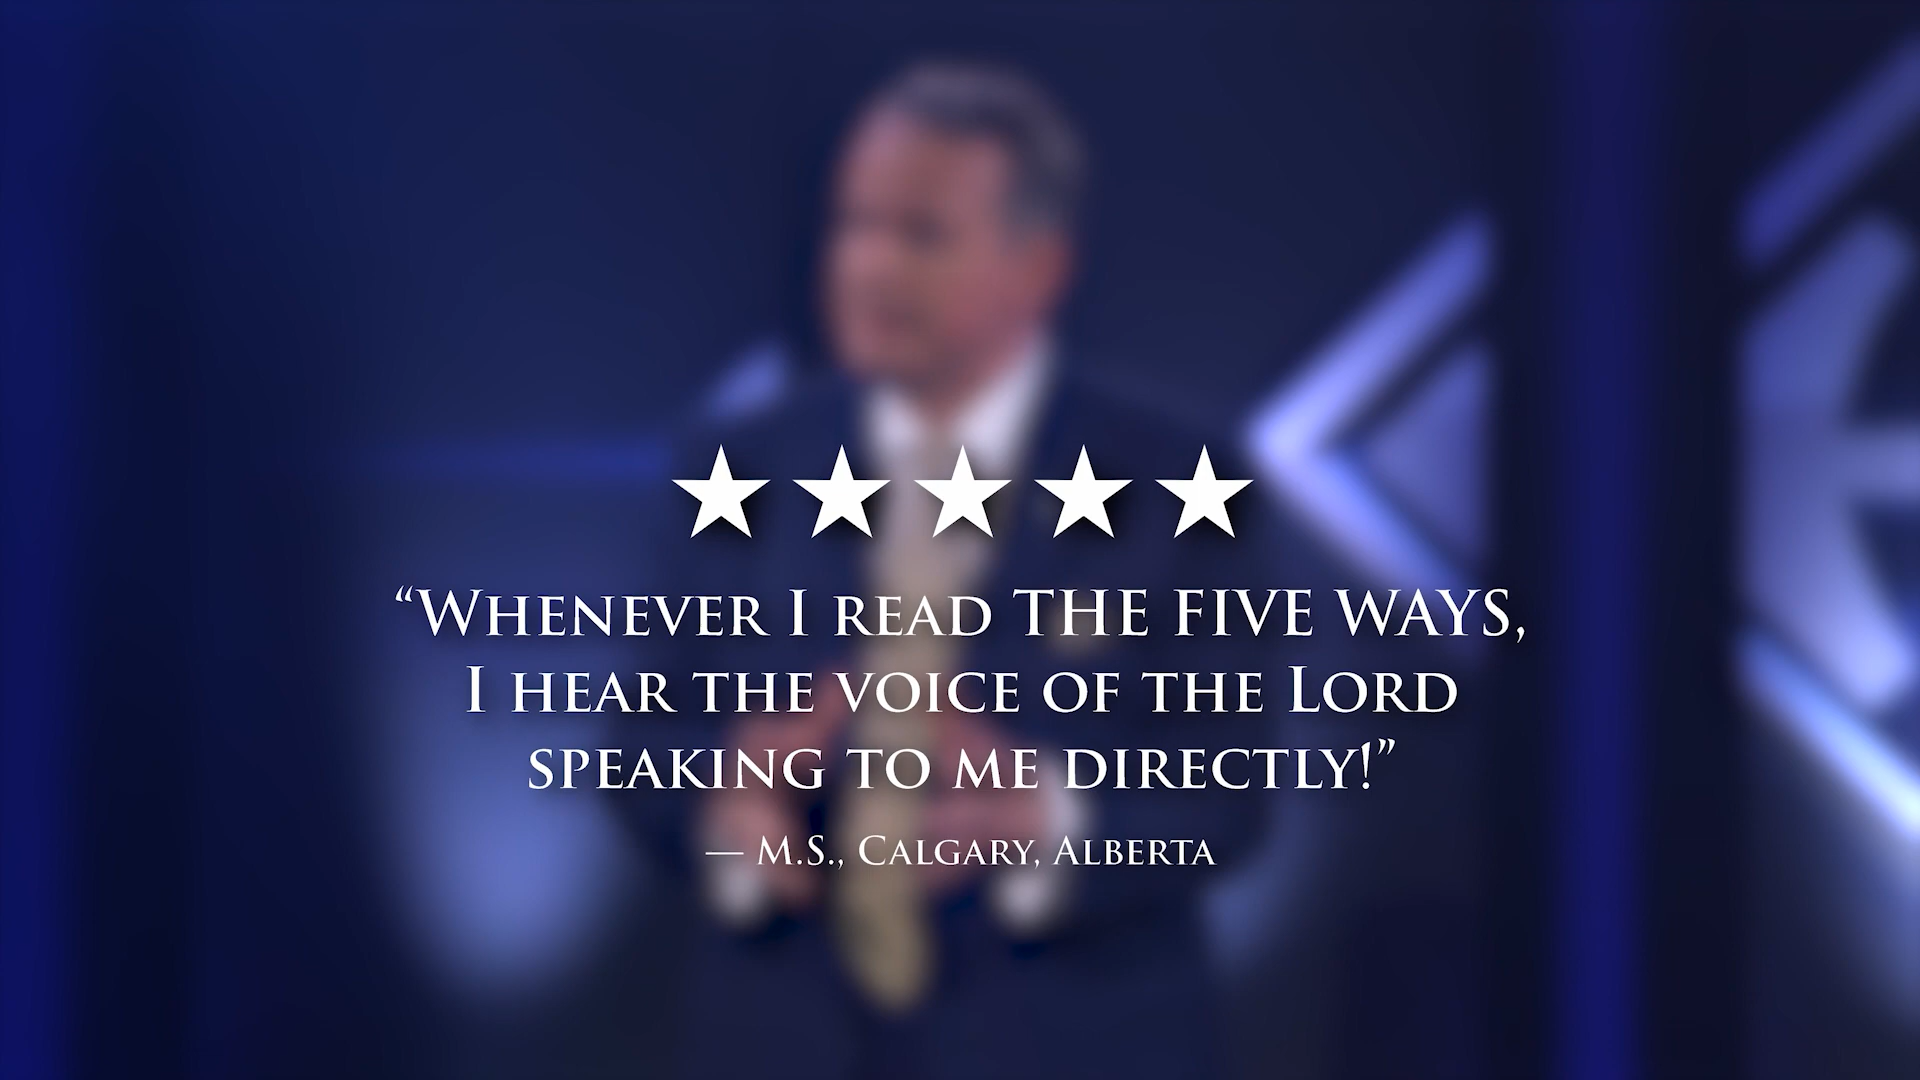 “Whenever I read THE FIVE WAYS,
I hear the voice of the Lord
speaking to me directly!”
— M.S., Calgary, Alberta